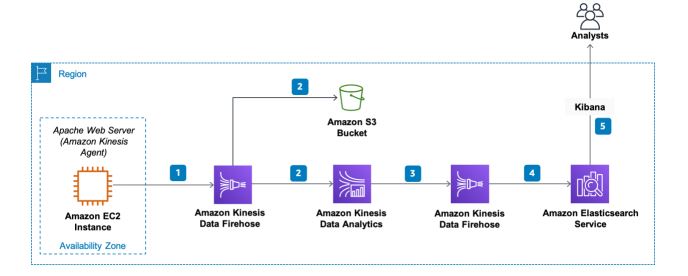 Analysts
Region
2
Kibana
Amazon S3
Bucket
5
Apache Web Server
(Amazon Kinesis
Agent)
1
2
3
4
Amazon EC2
Instance
Amazon Kinesis
Data Firehose
Amazon Kinesis
Data Analytics
Amazon Kinesis
Data Firehose
Amazon Elasticsearch
Service
Availability Zone